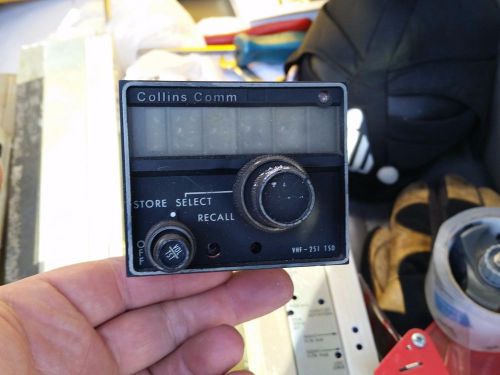 Collins Comm
STORE SELECT
RECALL
OFF
VHF-251 TSO